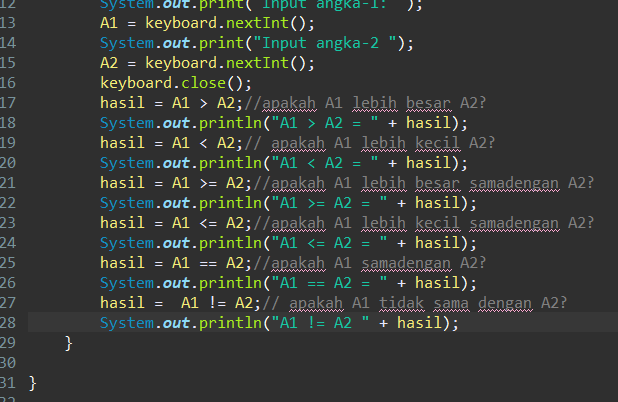 12 System.out.print("Input angka-1: ");
13 A1 = keyboard.nextInt();
14 System.out.print("Input angka-2 ");
15 A2 = keyboard.nextInt();
16 keyboard.close();
17 hasil = A1 > A2;//apakah A1 lebih besar A2?
18 System.out.println("A1 > A2 = " + hasil);
19 hasil = A1 < A2;// apakah A1 lebih kecil A2?
20 System.out.println("A1 < A2 = " + hasil);
21 hasil = A1 >= A2;//apakah A1 lebih besar samadengan A2?
22 System.out.println("A1 >= A2 = " + hasil);
23 hasil = A1 <= A2;//apakah A1 lebih kecil samadengan A2?
24 System.out.println("A1 <= A2 = " + hasil);
25 hasil = A1 == A2;//apakah A1 samadengan A2?
26 System.out.println("A1 == A2 = " + hasil);
27 hasil =  A1 != A2;// apakah A1 tidak sama dengan A2?
28 System.out.println("A1 != A2 " + hasil);
29 }
30
31 }
32